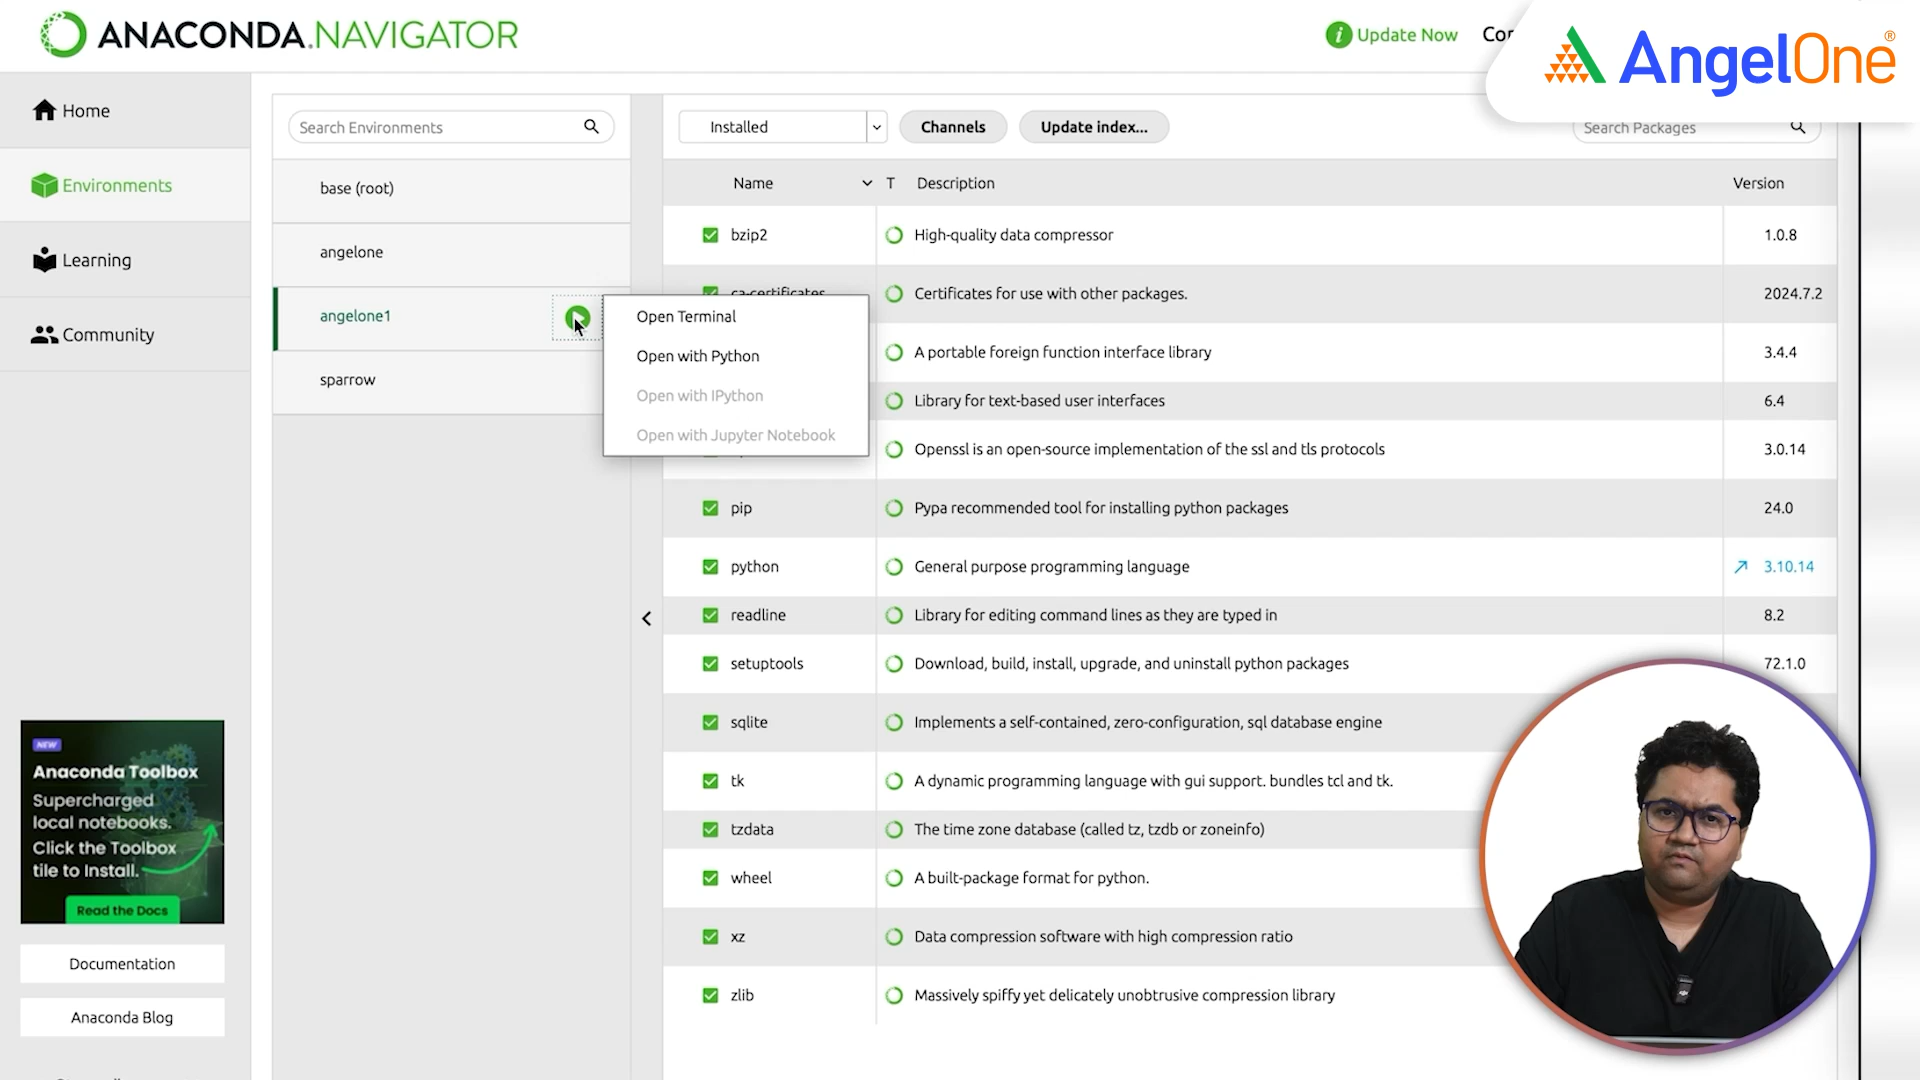 ANACONDA.NAVIGATOR
Update Now
AngelOne®
Home
Environments
Learning
Community
Search Environments
base (root)
angelone
angelone1
sparrow
Open Terminal
Open with Python
Open with IPython
Open with Jupyter Notebook
Installed
Channels
Update index...
Search Packages
Name T Description Version
bzip2 High-quality data compressor 1.0.8
ca-certificates Certificates for use with other packages. 2024.7.2
A portable foreign function interface library 3.4.4
Library for text-based user interfaces 6.4
Openssl is an open-source implementation of the ssl and tls protocols 3.0.14
pip Pypa recommended tool for installing python packages 24.0
python General purpose programming language 3.10.14
readline Library for editing command lines as they are typed in 8.2
setuptools Download, build, install, upgrade, and uninstall python packages 72.1.0
sqlite Implements a self-contained, zero-configuration, sql database engine
tk A dynamic programming language with gui support. bundles tcl and tk.
tzdata The time zone database (called tz, tzdb or zoneinfo)
wheel A built-package format for python.
xz Data compression software with high compression ratio
zlib Massively spiffy yet delicately unobtrusive compression library
NEW
Anaconda Toolbox
Supercharged
local notebooks.
Click the Toolbox
tile to Install.
Read the Docs
Documentation
Anaconda Blog